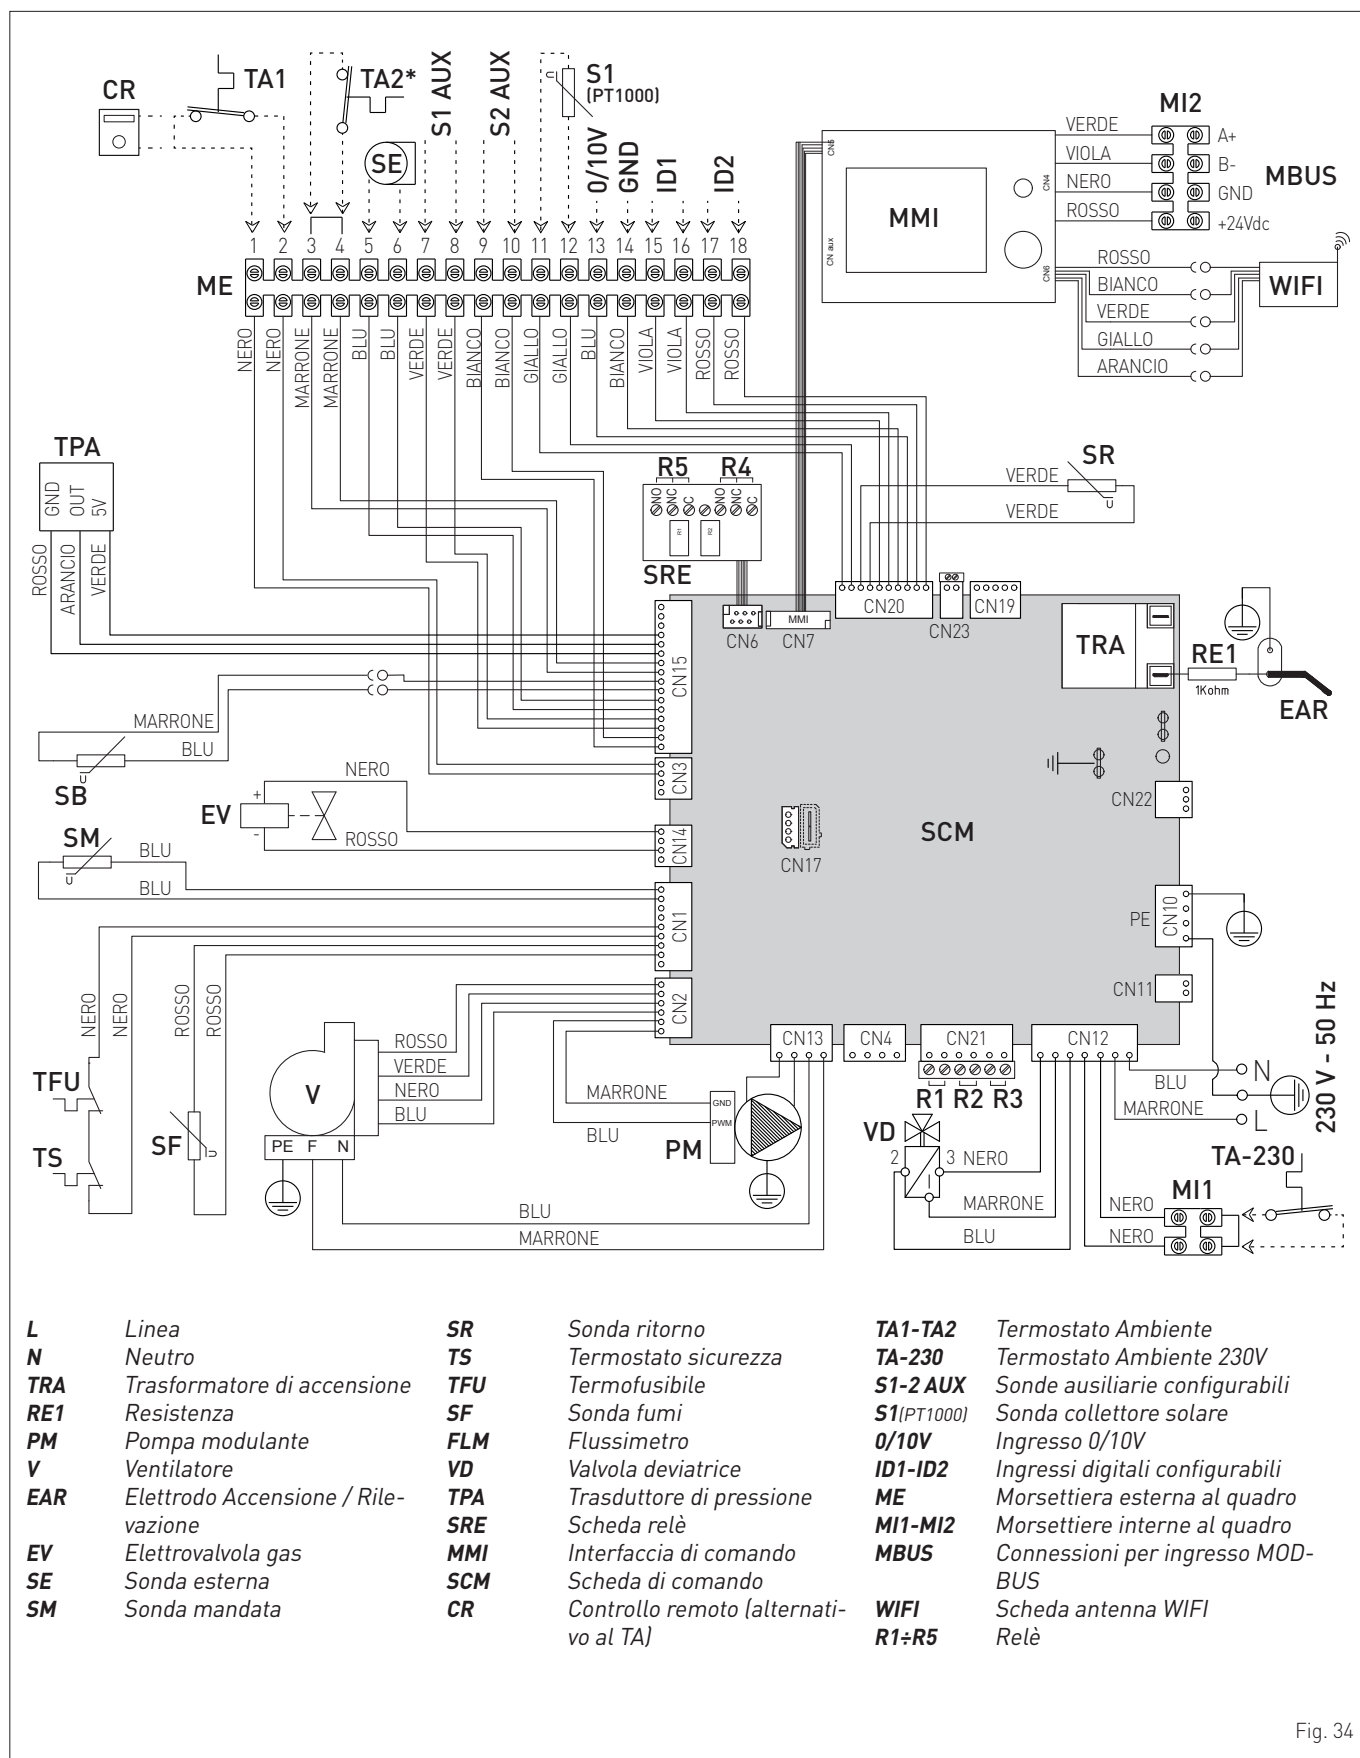 CR
TA1
TA2*
S1 AUX
S2 AUX
S1
(PT1000)
SE
0/10V
GND
ID1
ID2
1 2 3 4 5 6 7 8 9 10 11 12 13 14 15 16 17 18
ME
NERO
NERO
MARRONE
MARRONE
BLU
BLU
VERDE
VERDE
BIANCO
BIANCO
GIALLO
GIALLO
BLU
BIANCO
VIOLA
VIOLA
ROSSO
ROSSO
CN5
MMI
CN4
CN aux
CN6
MI2
VERDE
A+
VIOLA
B-
MBUS
NERO
GND
ROSSO
+24Vdc
ROSSO
BIANCO
WIFI
VERDE
GIALLO
ARANCIO
TPA
GND
OUT
5V
ROSSO
ARANCIO
VERDE
R5
R4
NO
NC
C
NO
NC
C
R1
R2
SRE
SR
VERDE
VERDE
CN20
CN23
CN19
MMI
CN6
CN7
CN15
TRA
RE1
1Kohm
EAR
MARRONE
BLU
SB
NERO
CN3
EV
+
-
ROSSO
CN14
CN17
SCM
CN22
SM
BLU
BLU
CN1
PE
CN10
CN11
CN2
NERO
NERO
ROSSO
ROSSO
TFU
TS
SF
V
ROSSO
VERDE
NERO
BLU
PE F N
MARRONE
BLU
GND
PWM
PM
CN13
CN4
CN21
CN12
R1 R2 R3
VD
2
3
NERO
MARRONE
BLU
BLU
N
MARRONE
L
230 V - 50 Hz
TA-230
MI1
NERO
NERO
BLU
MARRONE
L Linea
N Neutro
TRA Trasformatore di accensione
RE1 Resistenza
PM Pompa modulante
V Ventilatore
EAR Elettrodo Accensione / Rile-
vazione
EV Elettrovalvola gas
SE Sonda esterna
SM Sonda mandata
SR Sonda ritorno
TS Termostato sicurezza
TFU Termofusibile
SF Sonda fumi
FLM Flussimetro
VD Valvola deviatrice
TPA Trasduttore di pressione
SRE Scheda relè
MMI Interfaccia di comando
SCM Scheda di comando
CR Controllo remoto (alternati-
vo al TA)
TA1-TA2 Termostato Ambiente
TA-230 Termostato Ambiente 230V
S1-2 AUX Sonde ausiliarie configurabili
S1(PT1000) Sonda collettore solare
0/10V Ingresso 0/10V
ID1-ID2 Ingressi digitali configurabili
ME Morsettiera esterna al quadro
MI1-MI2 Morsettiere interne al quadro
MBUS Connessioni per ingresso MOD-
BUS
WIFI Scheda antenna WIFI
R1÷R5 Relè
Fig. 34